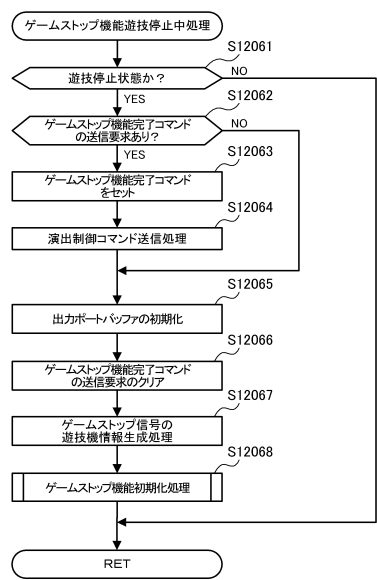 ゲームストップ機能遊技停止中処理
S12061
遊技停止状態か？
NO
YES
S12062
ゲームストップ機能完了コマンド
の送信要求あり？
NO
YES
S12063
ゲームストップ機能完了コマンド
をセット
S12064
演出制御コマンド送信処理
S12065
出力ポートバッファの初期化
S12066
ゲームストップ機能完了コマンド
の送信要求のクリア
S12067
ゲームストップ信号の
遊技機情報生成処理
S12068
ゲームストップ機能初期化処理
RET